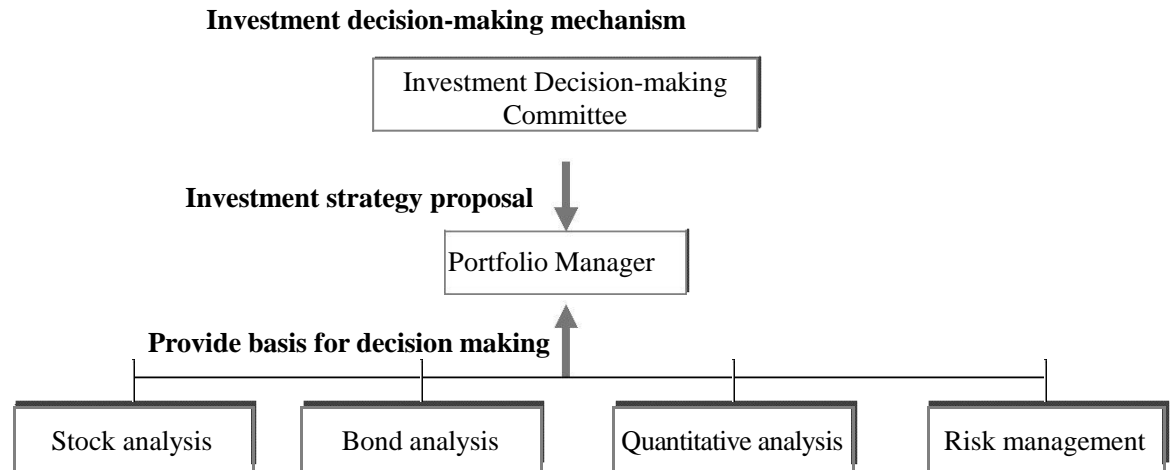 Investment decision-making mechanism
Investment Decision-making
Committee
Investment strategy proposal
Portfolio Manager
Provide basis for decision making
Stock analysis
Bond analysis
Quantitative analysis
Risk management